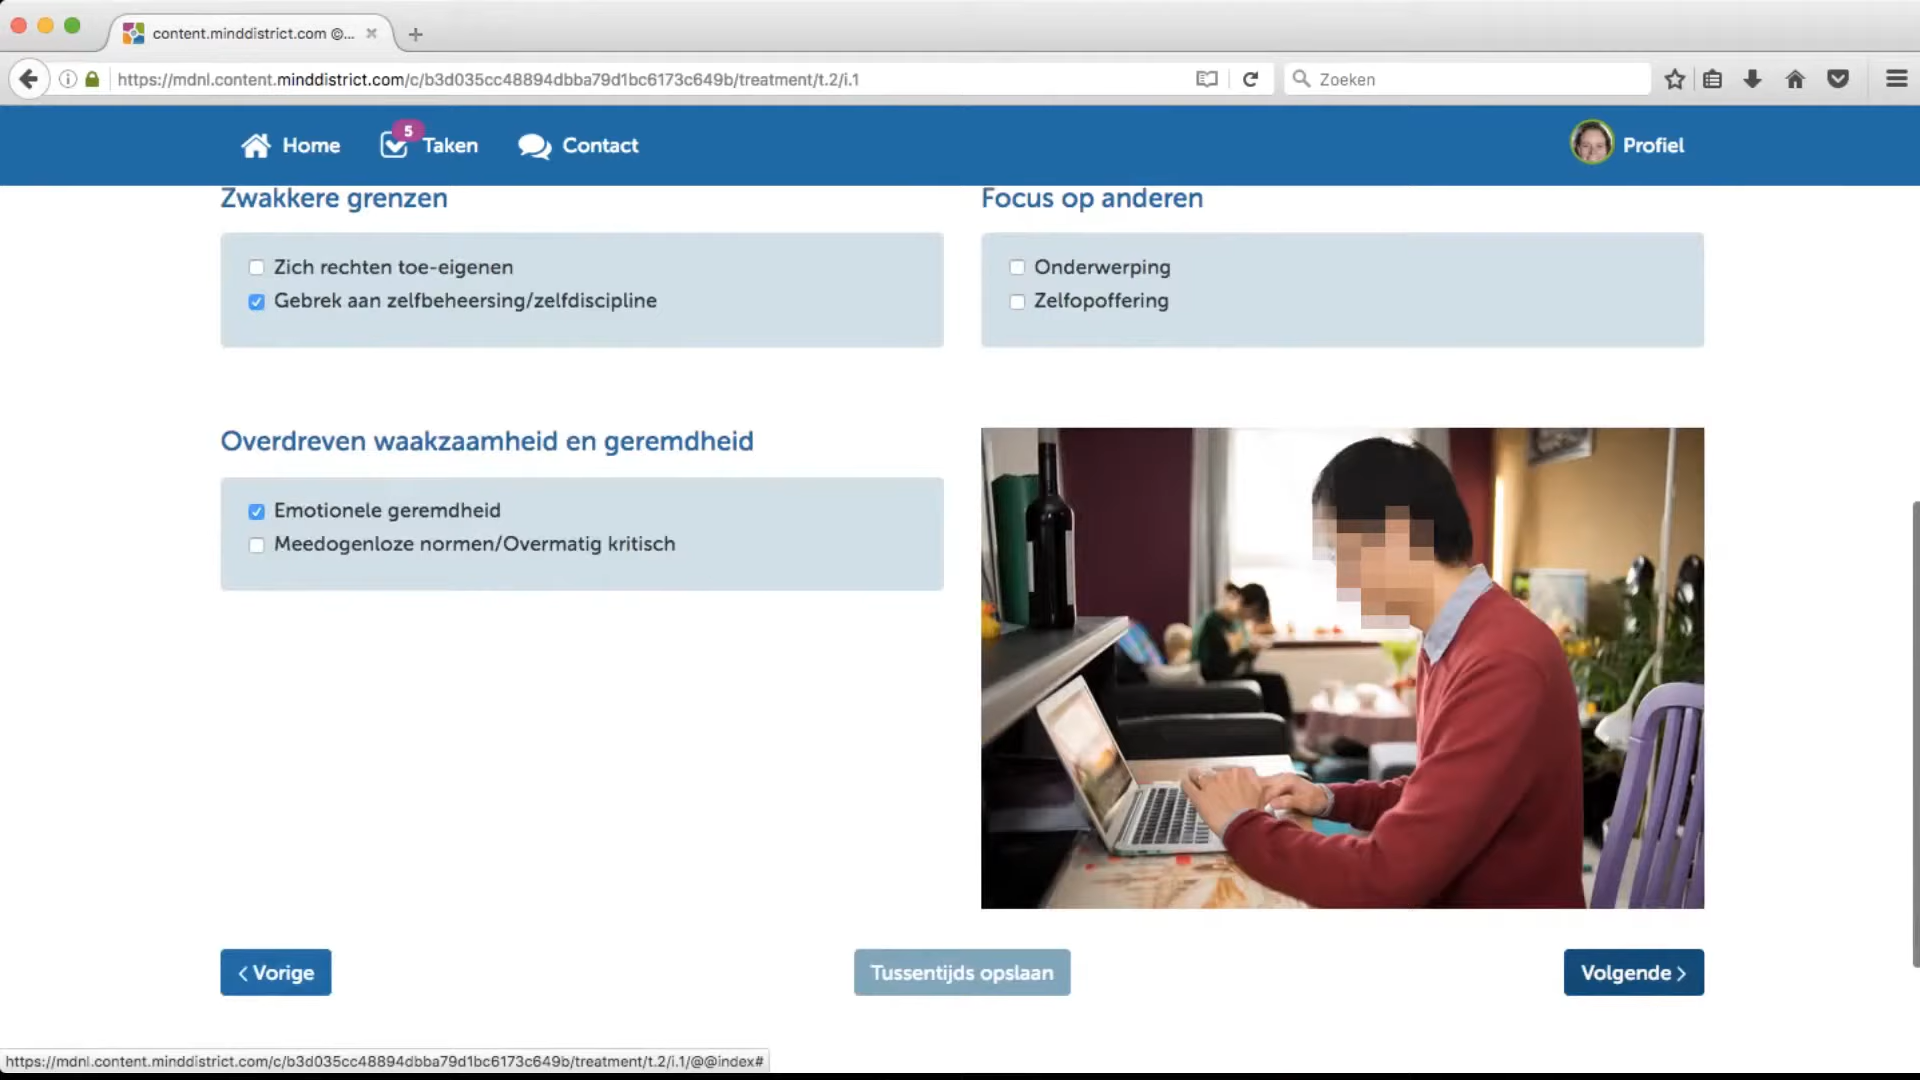 content.minddistrict.com @...
https://mdnl.content.minddistrict.com/c/b3d035cc48894dbba79d1bc6173c649b/treatment/t.2/i.1
Zoeken
Home
5
Taken
Contact
Profiel
Zwakkere grenzen
Focus op anderen
Zich rechten toe-eigenen
Gebrek aan zelfbeheersing/zelfdiscipline
Onderwerping
Zelfopoffering
Overdreven waakzaamheid en geremdheid
Emotionele geremdheid
Meedogenloze normen/Overmatig kritisch
Vorige
Tussentijds opslaan
Volgende
https://mdnl.content.minddistrict.com/c/b3d035cc48894dbba79d1bc6173c649b/treatment/t.2/i.1/@@index#